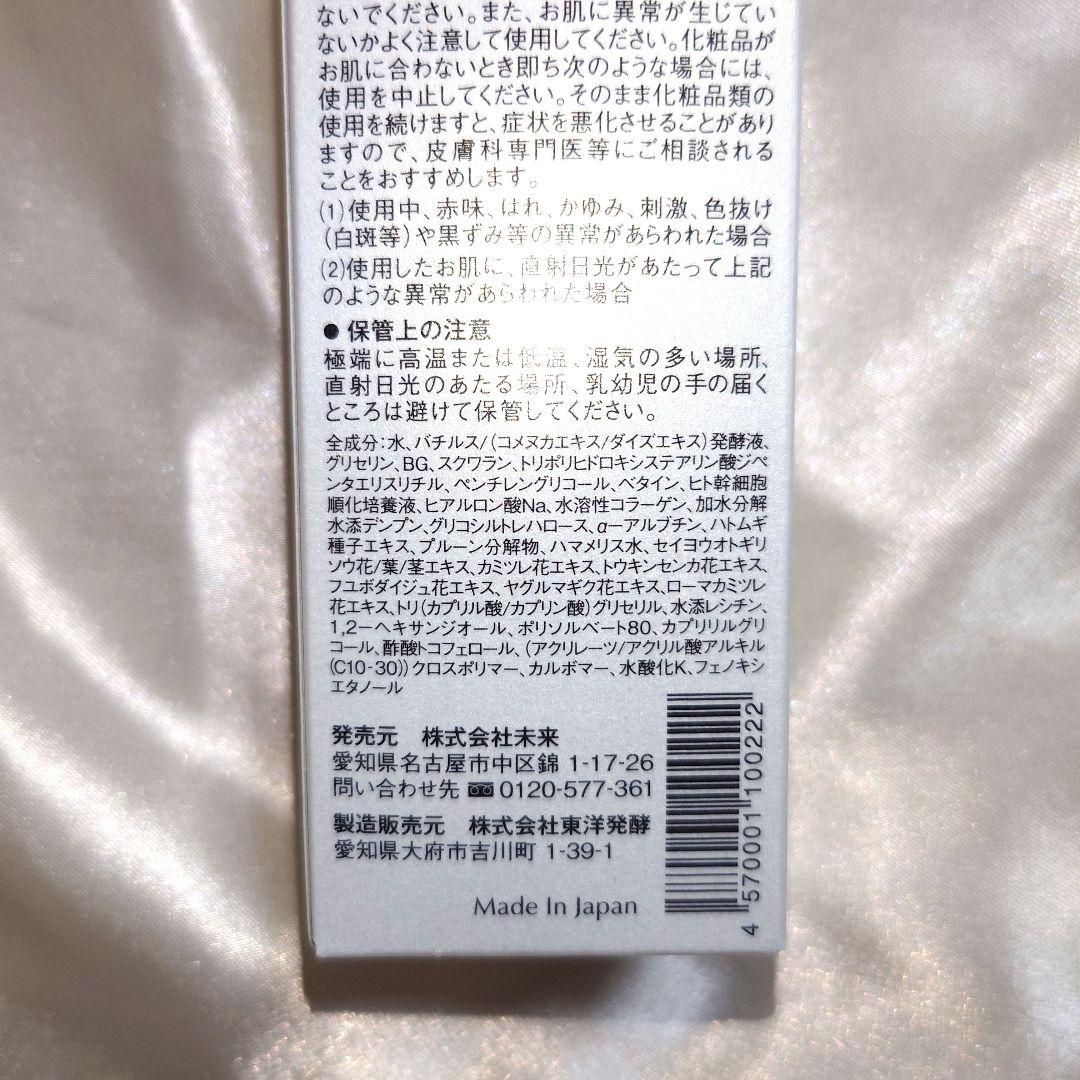 ないでください。また、お肌に異常が生じてい
ないかよく注意して使用してください。化粧品が
お肌に合わないとき即ち次のような場合には、
使用を中止してください。そのまま化粧品類の
使用を続けますと、症状を悪化させることがあり
ますので、皮膚科専門医等にご相談される
ことをおすすめします。
(1)使用中、赤味、はれ、かゆみ、刺激、色抜け
(白斑等)や黒ずみ等の異常があらわれた場合
(2)使用したお肌に、直射日光があたって上記
のような異常があらわれた場合
● 保管上の注意
極端に高温または低温、湿気の多い場所、
直射日光のあたる場所、乳幼児の手の届く
ところは避けて保管してください。
全成分:水、バチルス/(コメヌカエキス/ダイズエキス)発酵液、
グリセリン、BG、スクワラン、トリポリヒドロキシステアリン酸ジペ
ンタエリスリチル、ペンチレングリコール、ベタイン、ヒト幹細胞
順化培養液、ヒアルロン酸Na、水溶性コラーゲン、加水分解
水添デンプン、グリコシルトレハロース、α－アルブチン、ハトムギ
種子エキス、プルーン分解物、ハマメリス水、セイヨウオトギリ
ソウ花/葉/茎エキス、カミツレ花エキス、トウキンセンカ花エキス、
フユボダイジュ花エキス、ヤグルマギク花エキス、ローマカミツレ
花エキス、トリ(カプリル酸/カプリン酸)グリセリル、水添レシチン、
1,2－ヘキサンジオール、ポリソルベート80、カプリリルグリ
コール、酢酸トコフェロール、(アクリレーツ/アクリル酸アルキル
(C10-30))クロスポリマー、カルボマー、水酸化K、フェノキシ
エタノール
発売元 株式会社未来
愛知県名古屋市中区錦 1-17-26
問い合わせ先 0120-577-361
製造販売元 株式会社東洋発酵
愛知県大府市吉川町 1-39-1
Made In Japan
4 570001 100222